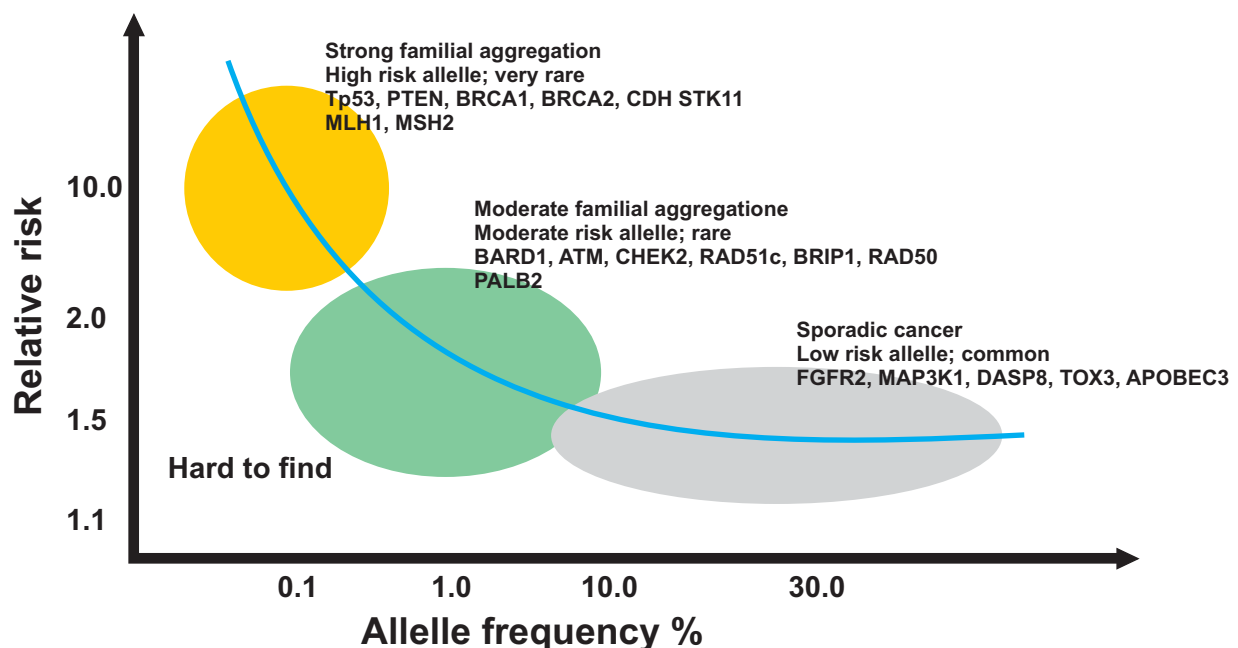 Strong familial aggregation
High risk allelle; very rare
Tp53, PTEN, BRCA1, BRCA2, CDH STK11
MLH1, MSH2
Moderate familial aggregatione
Moderate risk allele; rare
BARD1, ATM, CHEK2, RAD51c, BRIP1, RAD50
PALB2
Sporadic cancer
Low risk allele; common
FGFR2, MAP3K1, DASP8, TOX3, APOBEC3
Hard to find
Relative risk
10.0
2.0
1.5
1.1
0.1 1.0 10.0 30.0
Allelle frequency %